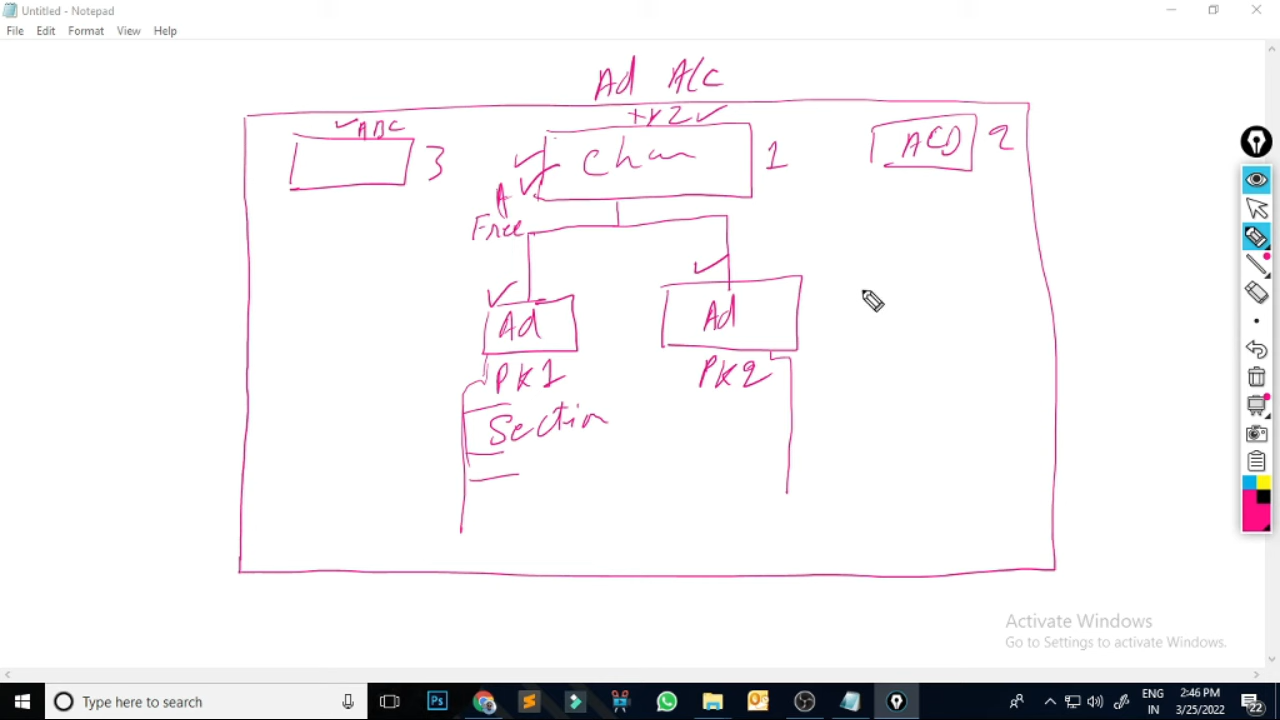 Untitled - Notepad
File Edit Format View Help
Ad A/C
ABC
3
XYZ
Chan
1
ACD 2
A
Free
Ad
PK1
Section
Ad
PK2
Activate Windows
Go to Settings to activate Windows.
Type here to search
Ps
ENG
IN
2:46 PM
3/25/2022
22